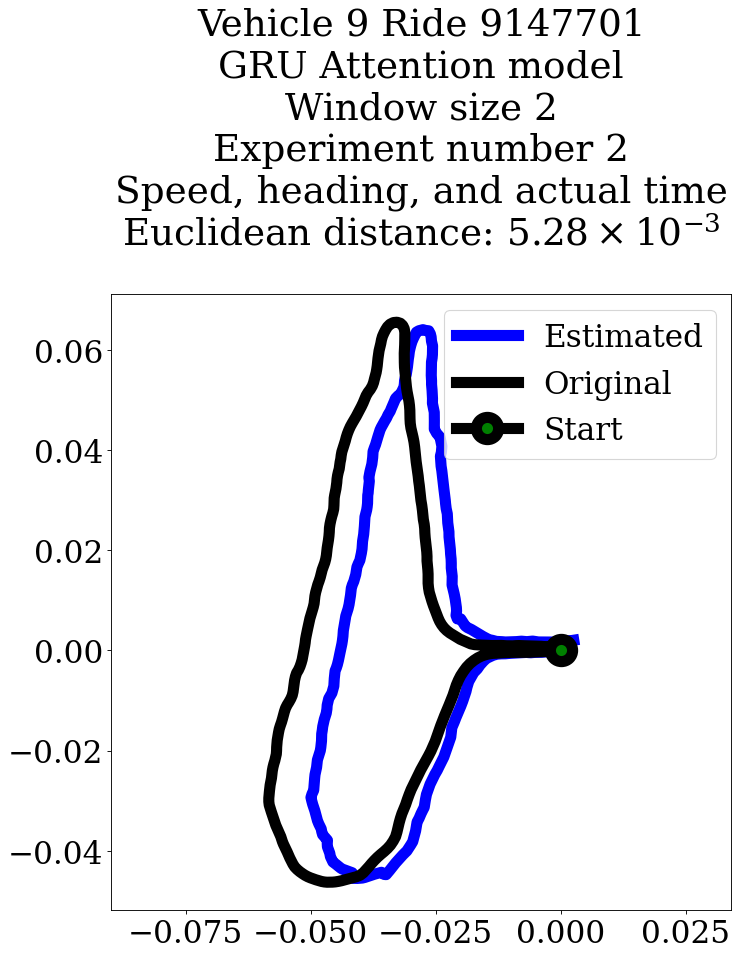 Vehicle 9 Ride 9147701
GRU Attention model
Window size 2
Experiment number 2
Speed, heading, and actual time
Euclidean distance: 5.28 × 10⁻³
Estimated
Original
Start
0.06
0.04
0.02
0.00
−0.02
−0.04
−0.075 −0.050 −0.025 0.000 0.025